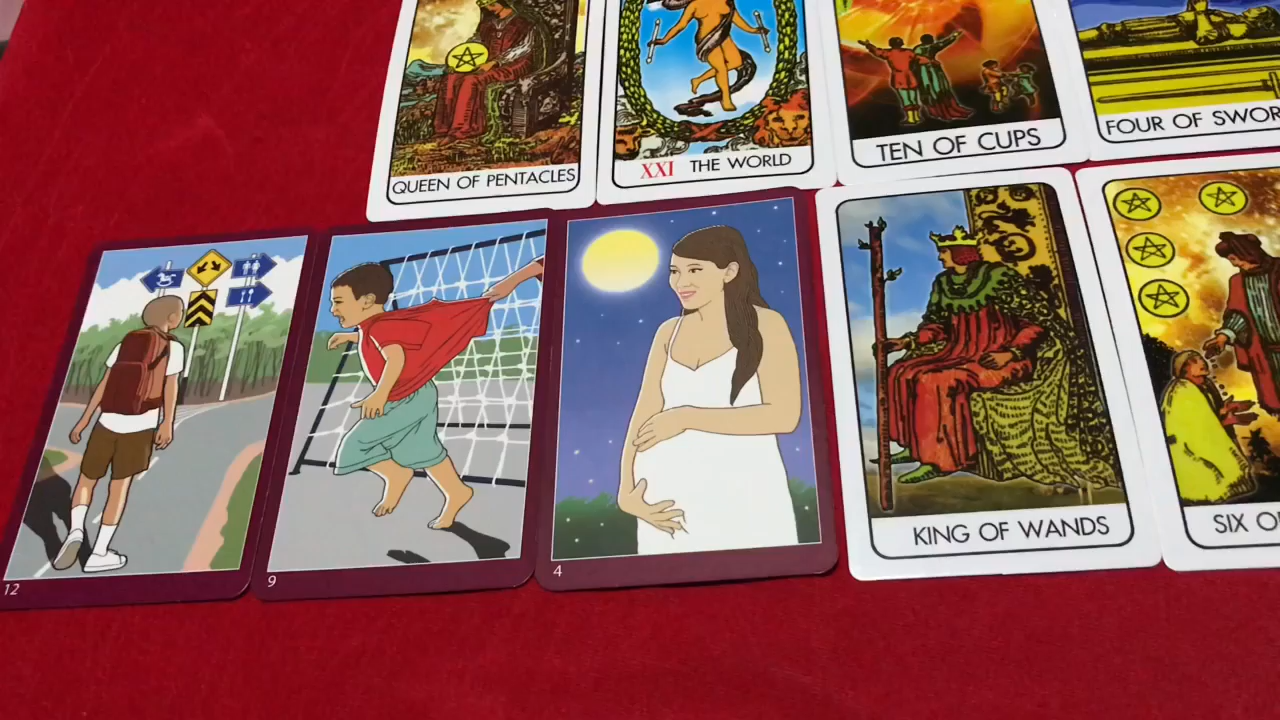 QUEEN OF PENTACLES
XXI THE WORLD
TEN OF CUPS
FOUR OF SWOR
KING OF WANDS
SIX O
12
9
4